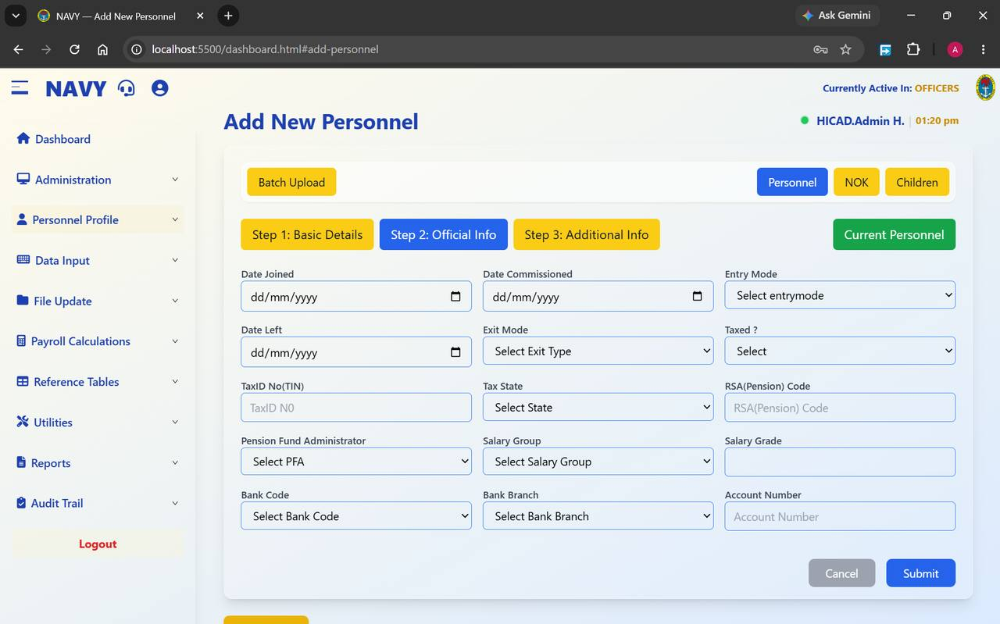 NAVY — Add New Personnel
Ask Gemini
localhost:5500/dashboard.html#add-personnel
A
NAVY
Currently Active In: OFFICERS
Add New Personnel
HICAD.Admin H. | 01:20 pm
Dashboard
Administration
Personnel Profile
Data Input
File Update
Payroll Calculations
Reference Tables
Utilities
Reports
Audit Trail
Logout
Batch Upload
Personnel
NOK
Children
Step 1: Basic Details
Step 2: Official Info
Step 3: Additional Info
Current Personnel
Date Joined
dd/mm/yyyy
Date Commissioned
dd/mm/yyyy
Entry Mode
Select entrymode
Date Left
dd/mm/yyyy
Exit Mode
Select Exit Type
Taxed ?
Select
TaxID No(TIN)
TaxID N0
Tax State
Select State
RSA(Pension) Code
RSA(Pension) Code
Pension Fund Administrator
Select PFA
Salary Group
Select Salary Group
Salary Grade
Bank Code
Select Bank Code
Bank Branch
Select Bank Branch
Account Number
Account Number
Cancel
Submit